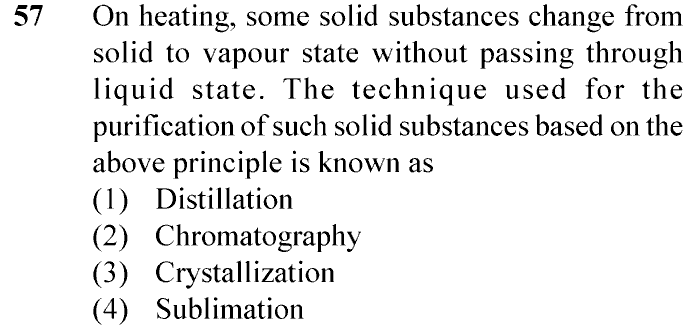 57 On heating, some solid substances change from
solid to vapour state without passing through
liquid state. The technique used for the
purification of such solid substances based on the
above principle is known as
(1) Distillation
(2) Chromatography
(3) Crystallization
(4) Sublimation